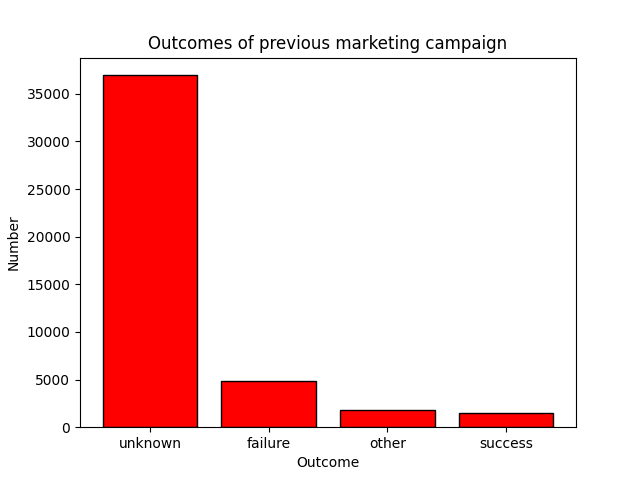 Outcomes of previous marketing campaign
35000
30000
25000
20000
15000
10000
5000
0
Number
unknown failure other success
Outcome